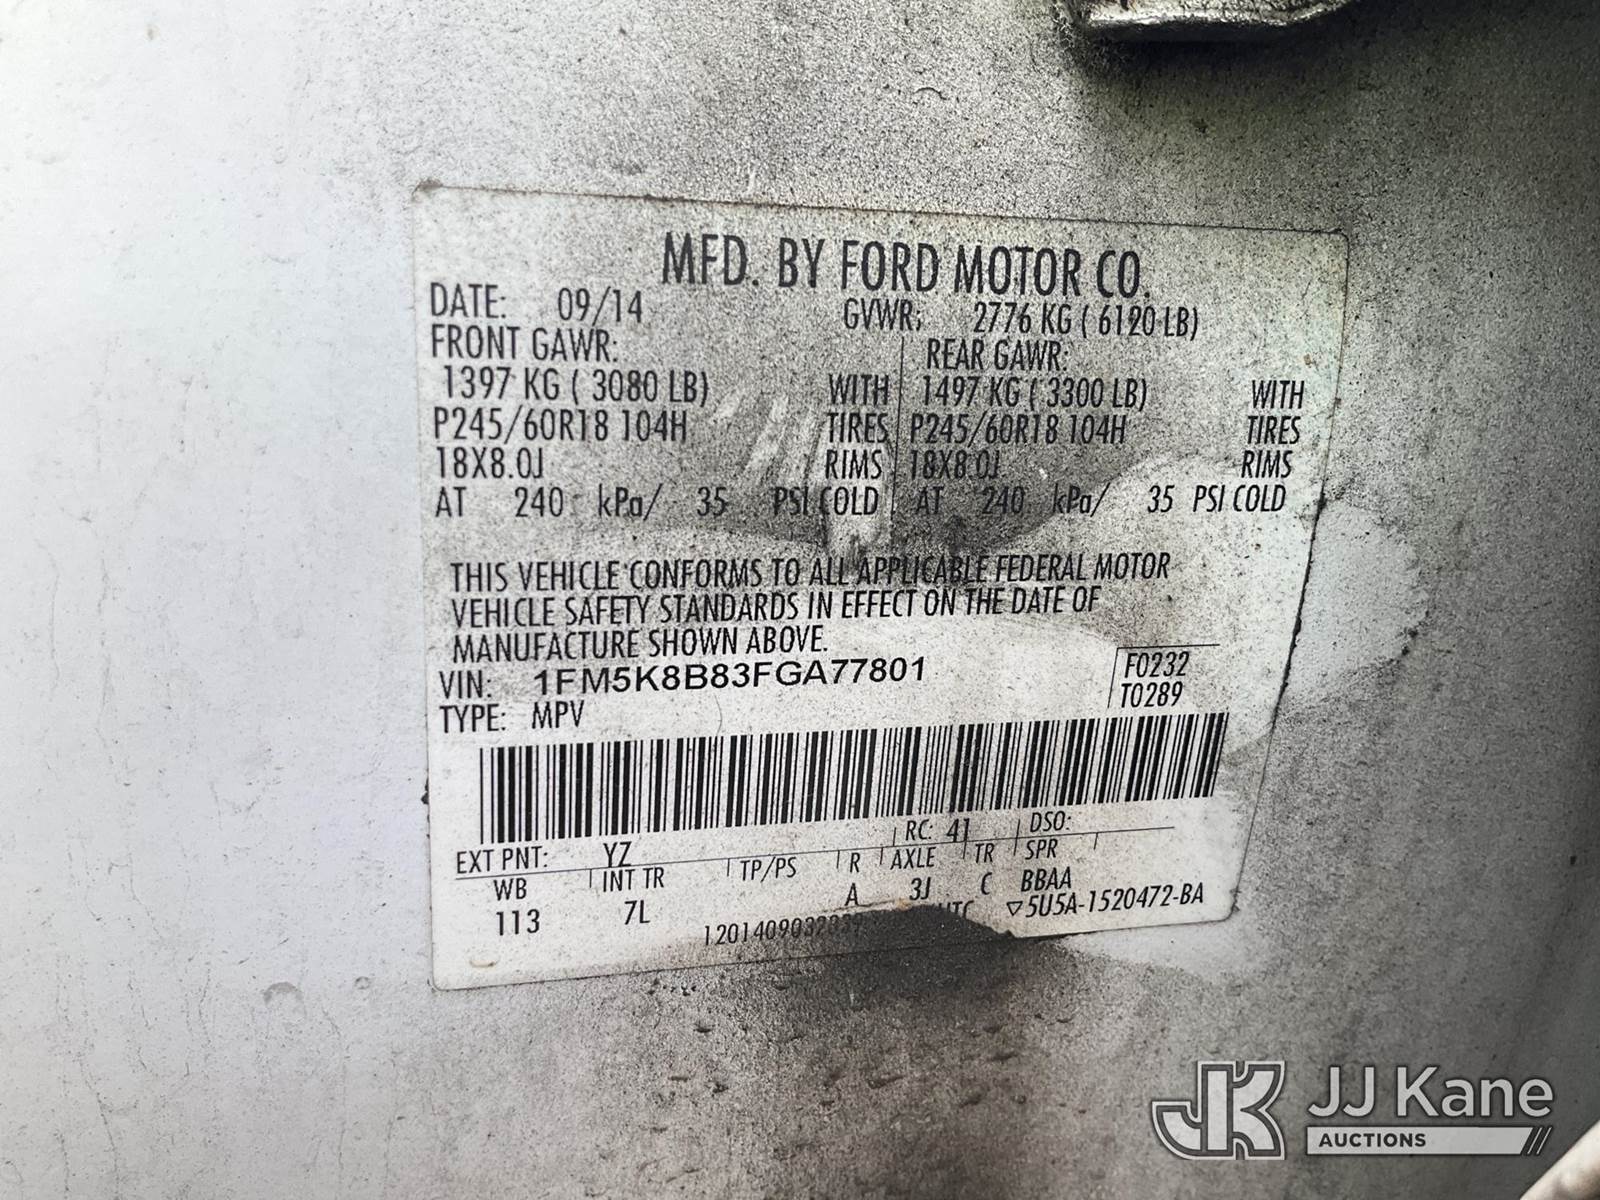 MFD. BY FORD MOTOR CO.
DATE: 09/14 GVWR: 2776 KG ( 6120 LB)
FRONT GAWR: REAR GAWR:
1397 KG ( 3080 LB) WITH 1497 KG ( 3300 LB) WITH
P245/60R18 104H TIRES P245/60R18 104H TIRES
18X8.0J RIMS 18X8.0J RIMS
AT 240 kPa/ 35 PSI COLD AT 240 kPa/ 35 PSI COLD
THIS VEHICLE CONFORMS TO ALL APPLICABLE FEDERAL MOTOR
VEHICLE SAFETY STANDARDS IN EFFECT ON THE DATE OF
MANUFACTURE SHOWN ABOVE.
VIN: 1FM5K8B83FGA77801 F0232
TYPE: MPV T0289
EXT PNT: YZ RC: 41 DSO:
WB INT TR TP/PS R AXLE TR SPR
113 7L A 3J C BBAA
▽5U5A-1520472-BA
JK JJ Kane
AUCTIONS